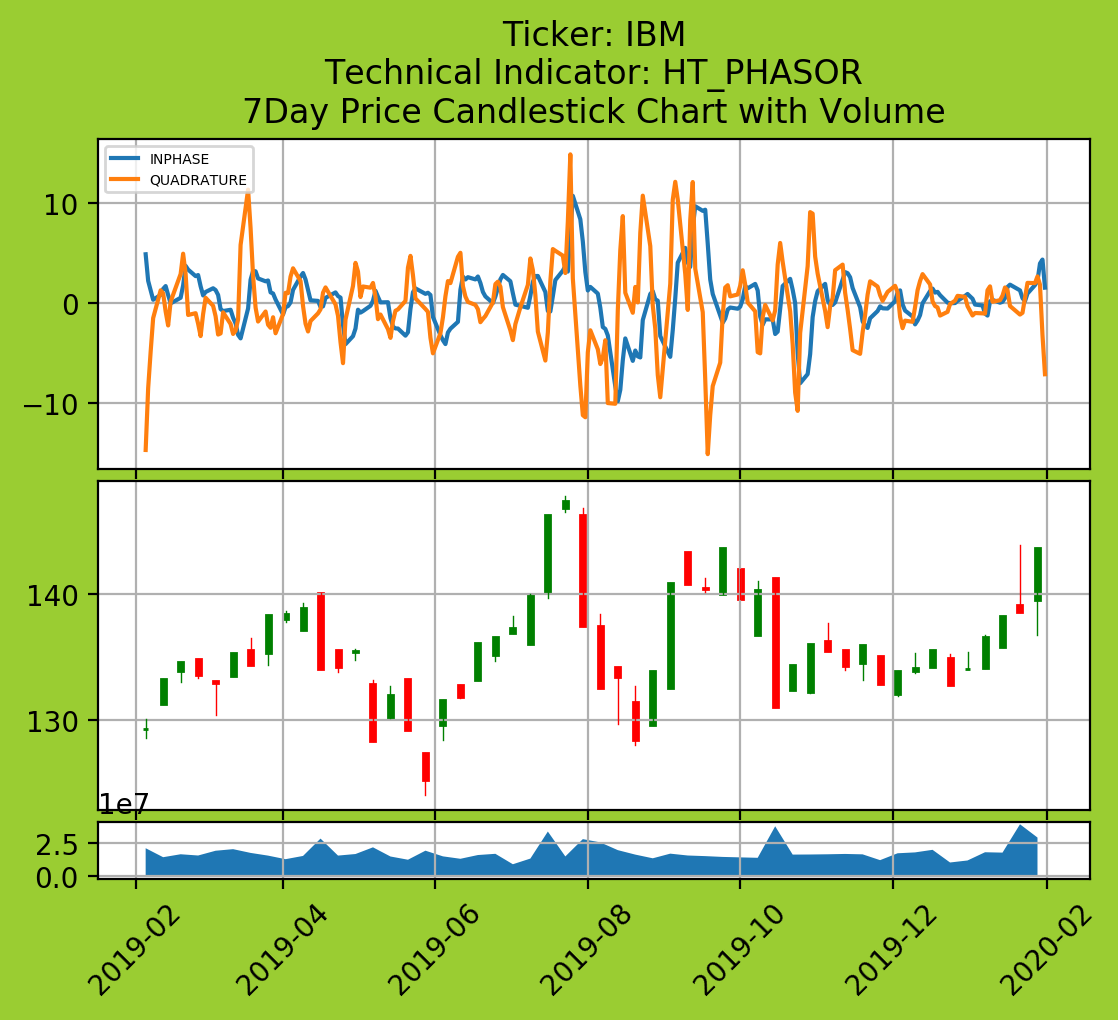 Ticker: IBM
Technical Indicator: HT_PHASOR
7Day Price Candlestick Chart with Volume
INPHASE
QUADRATURE
10
0
−10
140
130
1e7
2.5
0.0
2019-02
2019-04
2019-06
2019-08
2019-10
2019-12
2020-02